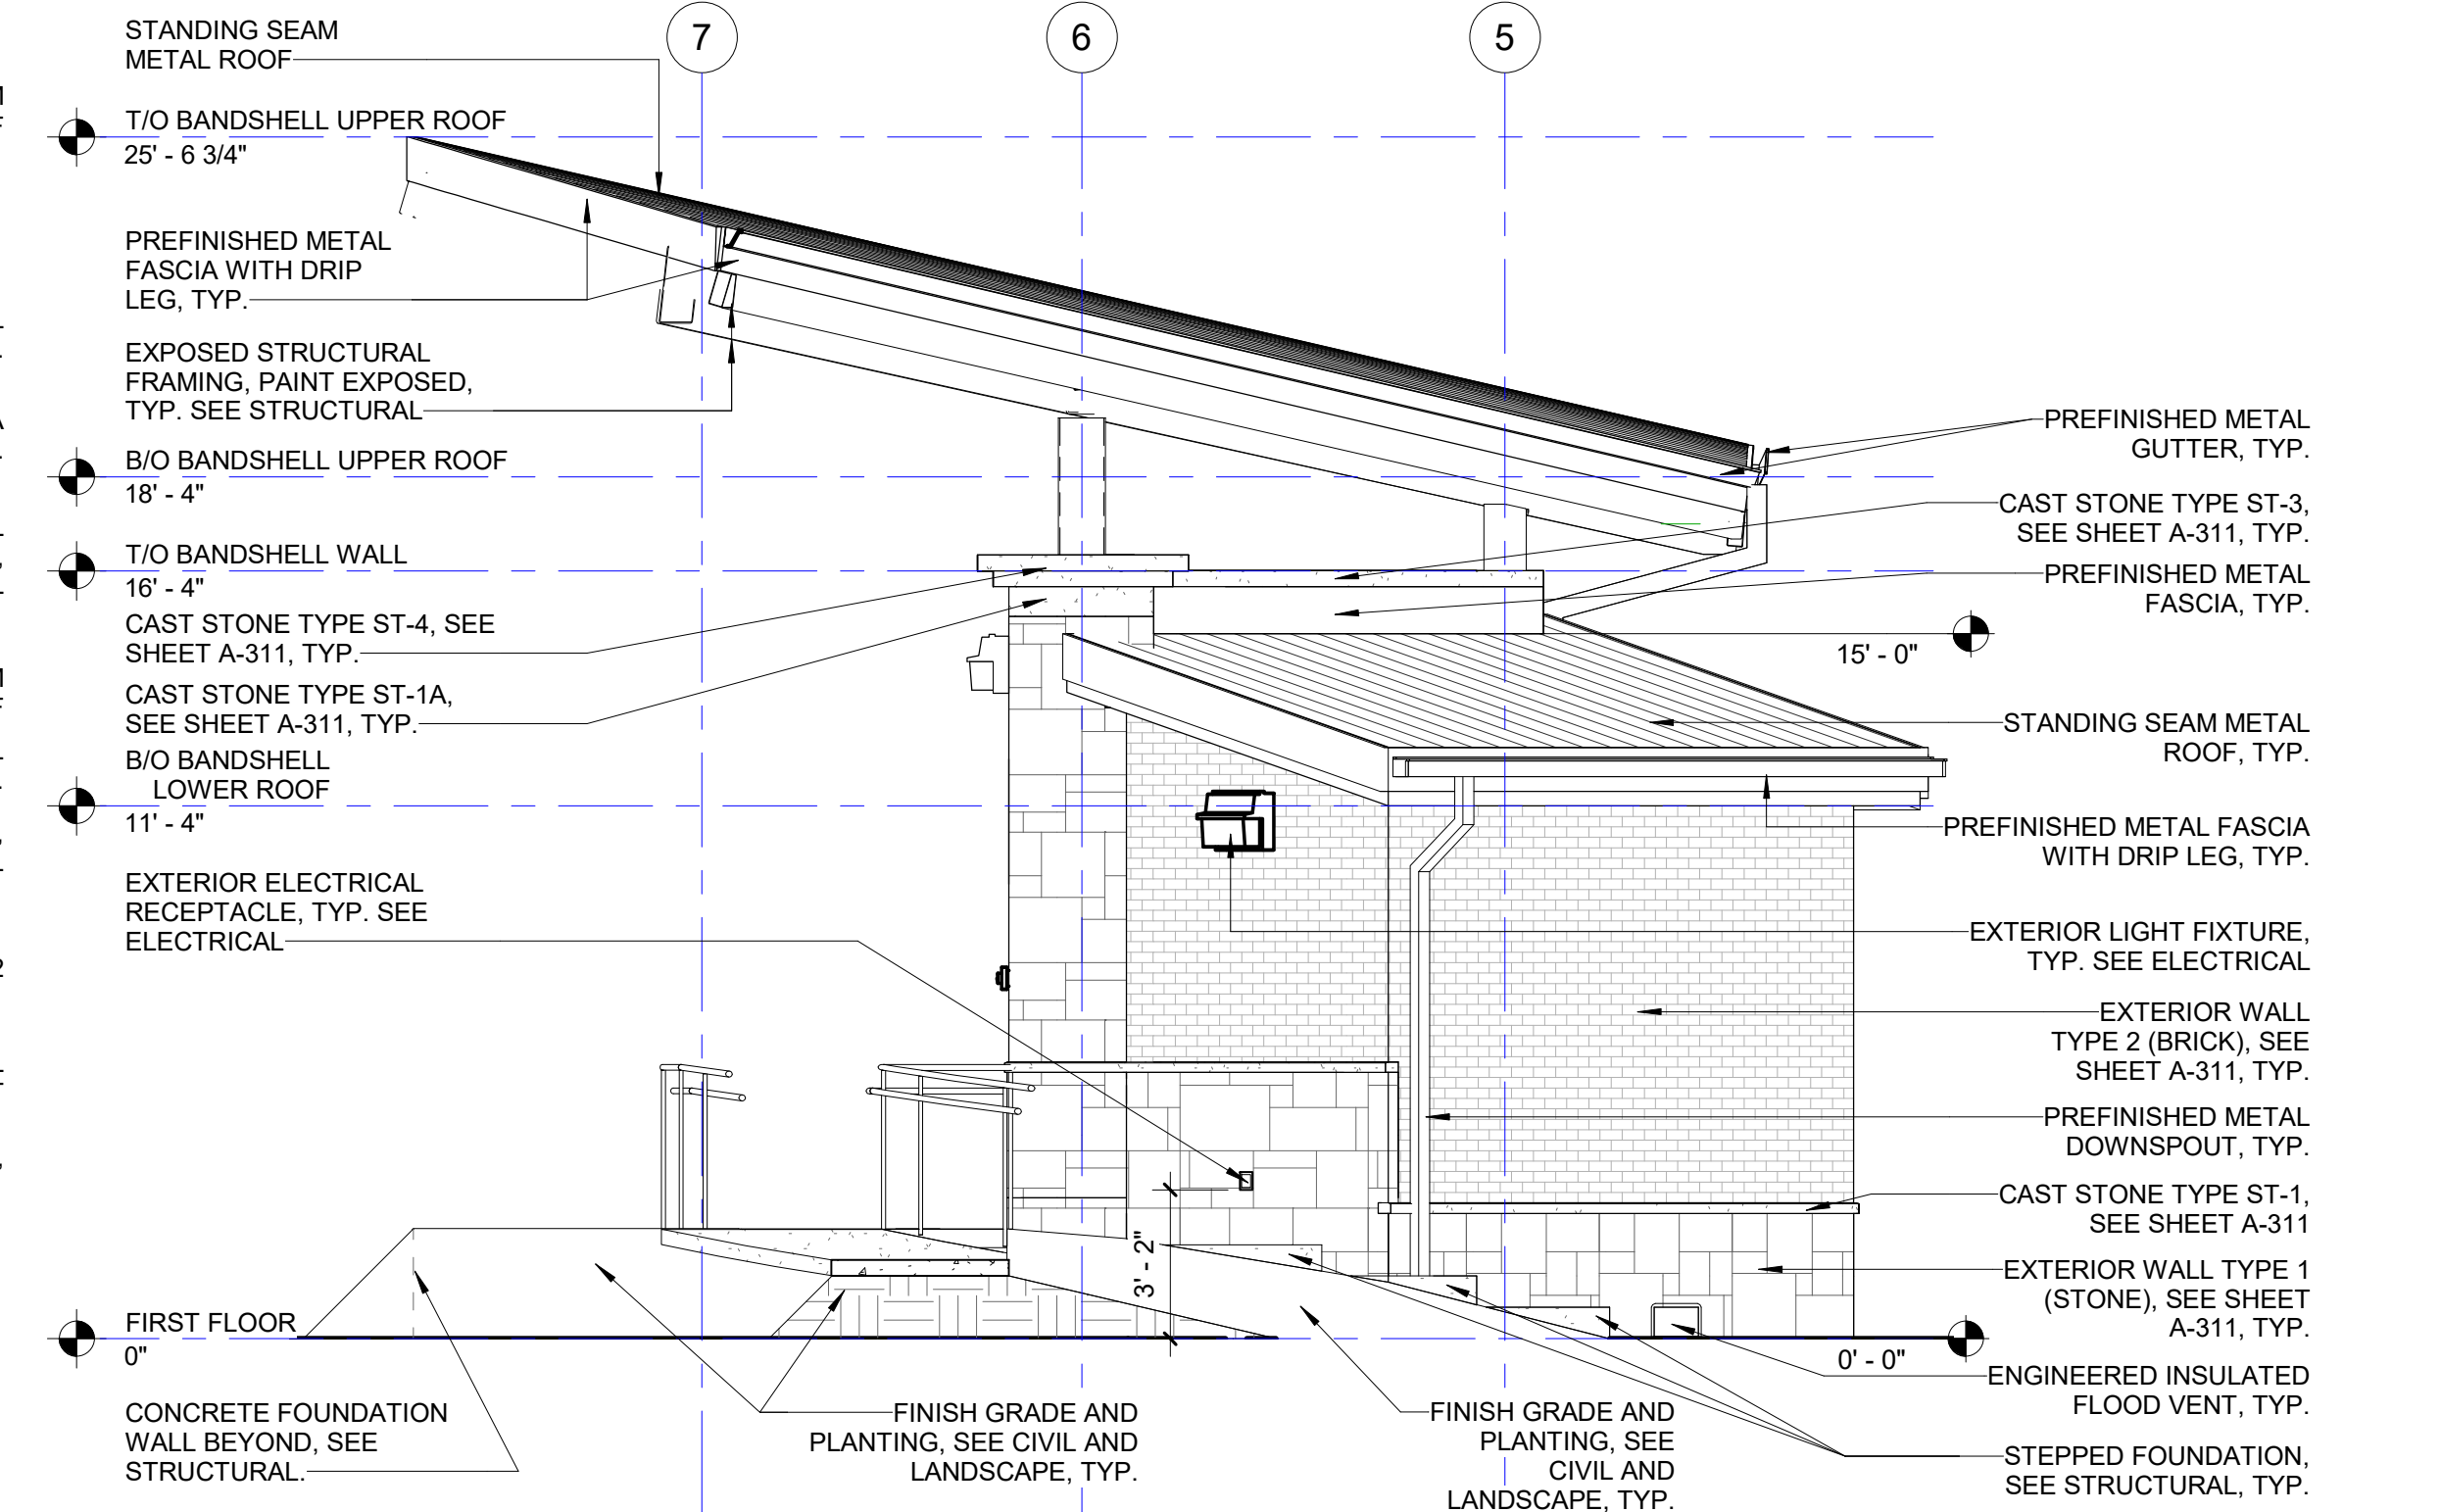 7
6
5
STANDING SEAM
METAL ROOF
T/O BANDSHELL UPPER ROOF
25' - 6 3/4"
PREFINISHED METAL
FASCIA WITH DRIP
LEG, TYP.
EXPOSED STRUCTURAL
FRAMING, PAINT EXPOSED,
TYP. SEE STRUCTURAL
B/O BANDSHELL UPPER ROOF
18' - 4"
T/O BANDSHELL WALL
16' - 4"
CAST STONE TYPE ST-4, SEE
SHEET A-311, TYP.
CAST STONE TYPE ST-1A,
SEE SHEET A-311, TYP.
B/O BANDSHELL
LOWER ROOF
11' - 4"
EXTERIOR ELECTRICAL
RECEPTACLE, TYP. SEE
ELECTRICAL
FIRST FLOOR
0"
CONCRETE FOUNDATION
WALL BEYOND, SEE
STRUCTURAL.
FINISH GRADE AND
PLANTING, SEE CIVIL AND
LANDSCAPE, TYP.
3' - 2"
FINISH GRADE AND
PLANTING, SEE
CIVIL AND
LANDSCAPE, TYP.
PREFINISHED METAL
GUTTER, TYP.
CAST STONE TYPE ST-3,
SEE SHEET A-311, TYP.
PREFINISHED METAL
FASCIA, TYP.
15' - 0"
STANDING SEAM METAL
ROOF, TYP.
PREFINISHED METAL FASCIA
WITH DRIP LEG, TYP.
EXTERIOR LIGHT FIXTURE,
TYP. SEE ELECTRICAL
EXTERIOR WALL
TYPE 2 (BRICK), SEE
SHEET A-311, TYP.
PREFINISHED METAL
DOWNSPOUT, TYP.
CAST STONE TYPE ST-1,
SEE SHEET A-311
EXTERIOR WALL TYPE 1
(STONE), SEE SHEET
A-311, TYP.
0' - 0"
ENGINEERED INSULATED
FLOOD VENT, TYP.
STEPPED FOUNDATION,
SEE STRUCTURAL, TYP.